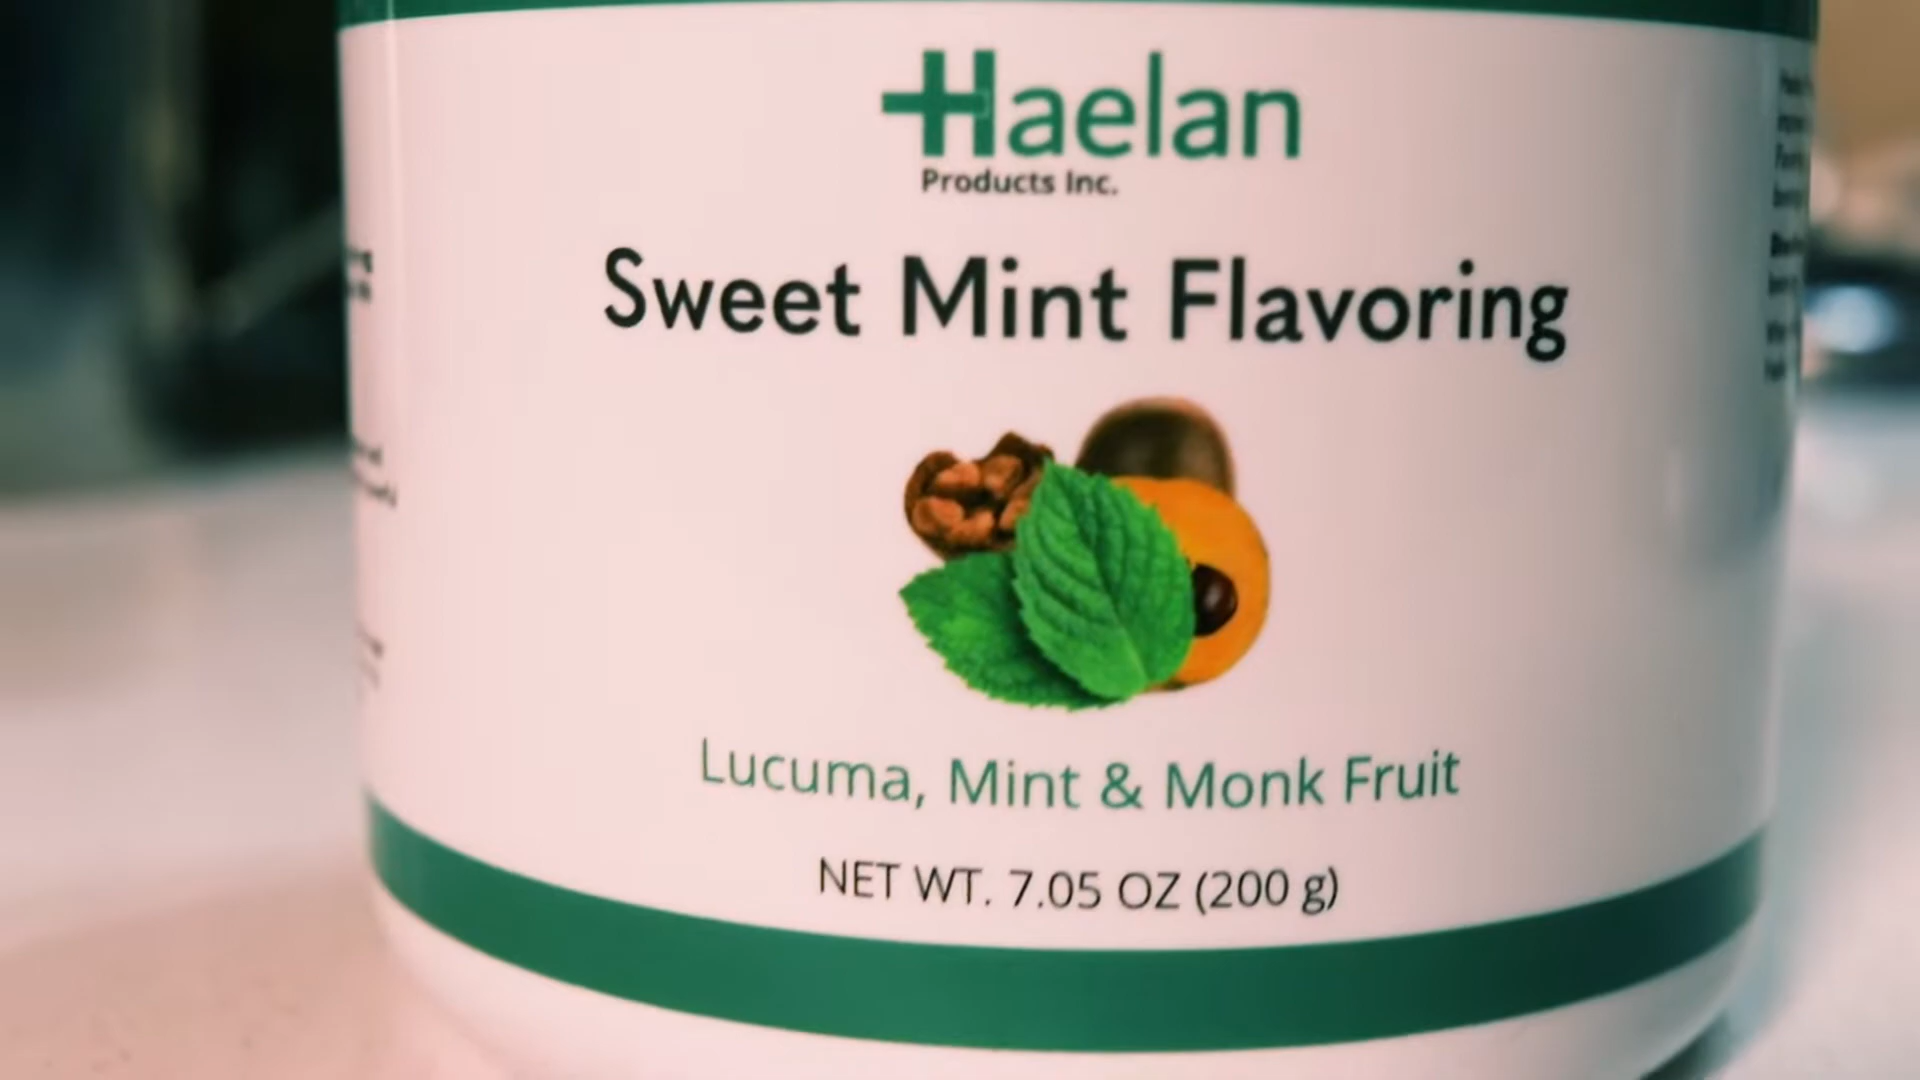 Haelan
Products Inc.
Sweet Mint Flavoring
Lucuma, Mint & Monk Fruit
NET WT. 7.05 OZ (200 g)